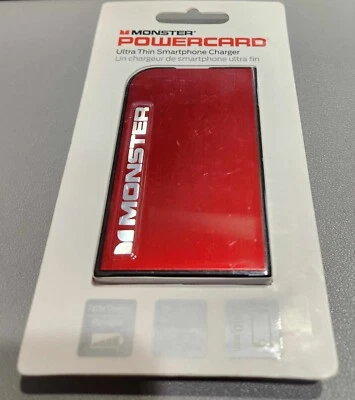 MONSTER®
POWERCARD®
Ultra Thin Smartphone Charger
Un chargeur de smartphone ultra fin
MONSTER